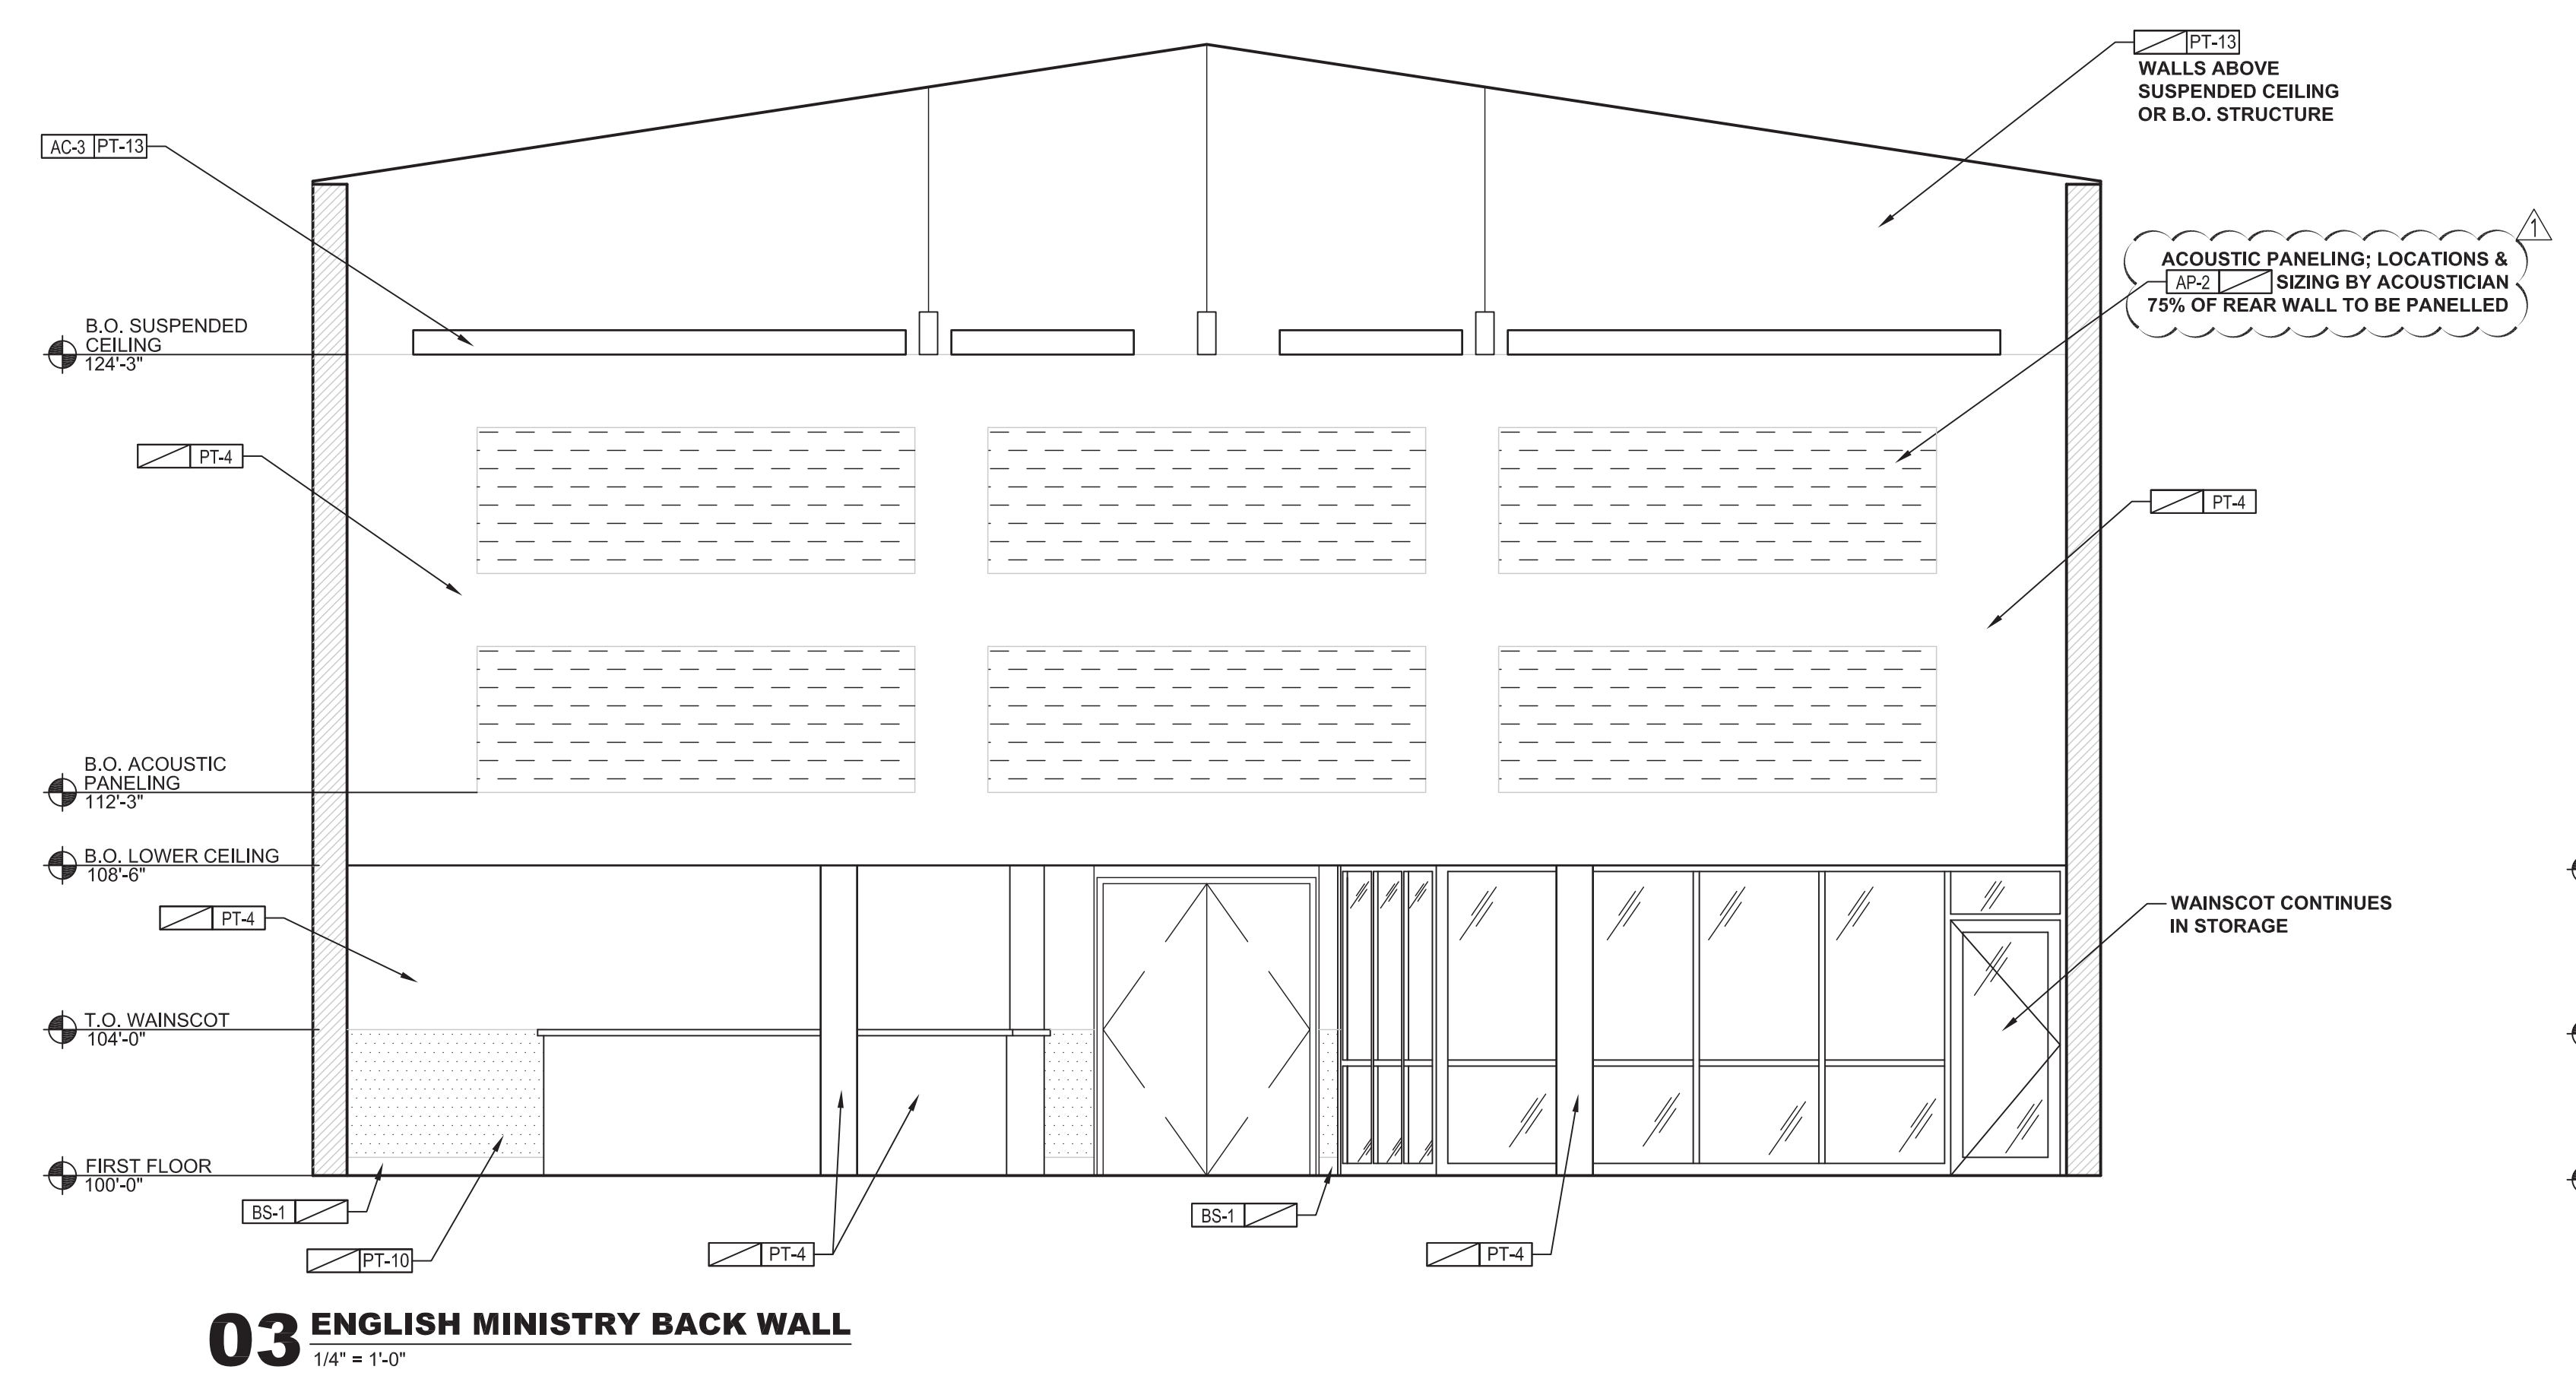 PT-13
WALLS ABOVE
SUSPENDED CEILING
OR B.O. STRUCTURE
AC-3 PT-13
1
ACOUSTIC PANELING; LOCATIONS &
AP-2 SIZING BY ACOUSTICIAN
75% OF REAR WALL TO BE PANELLED
B.O. SUSPENDED
CEILING
124'-3"
PT-4
PT-4
B.O. ACOUSTIC
PANELING
112'-3"
B.O. LOWER CEILING
108'-6"
PT-4
WAINSCOT CONTINUES
IN STORAGE
T.O. WAINSCOT
104'-0"
FIRST FLOOR
100'-0"
BS-1
BS-1
PT-10
PT-4
PT-4
03 ENGLISH MINISTRY BACK WALL
1/4" = 1'-0"